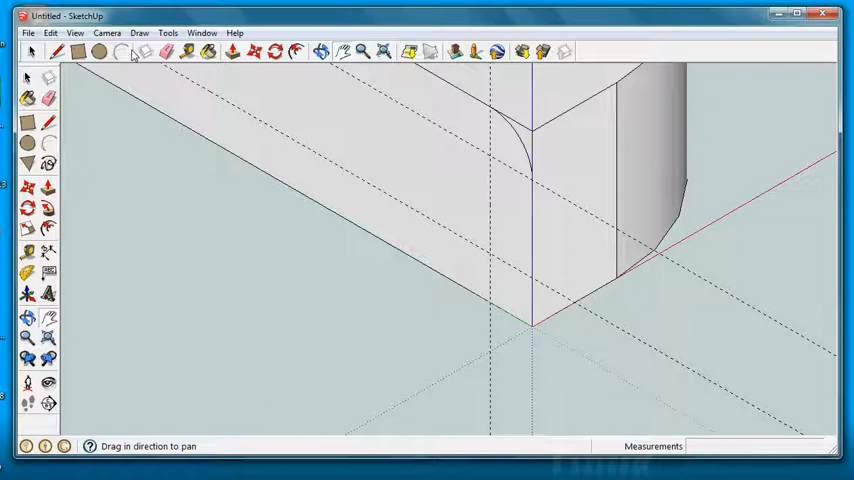 Untitled - SketchUp
File Edit View Camera Draw Tools Window Help
Drag in direction to pan Measurements